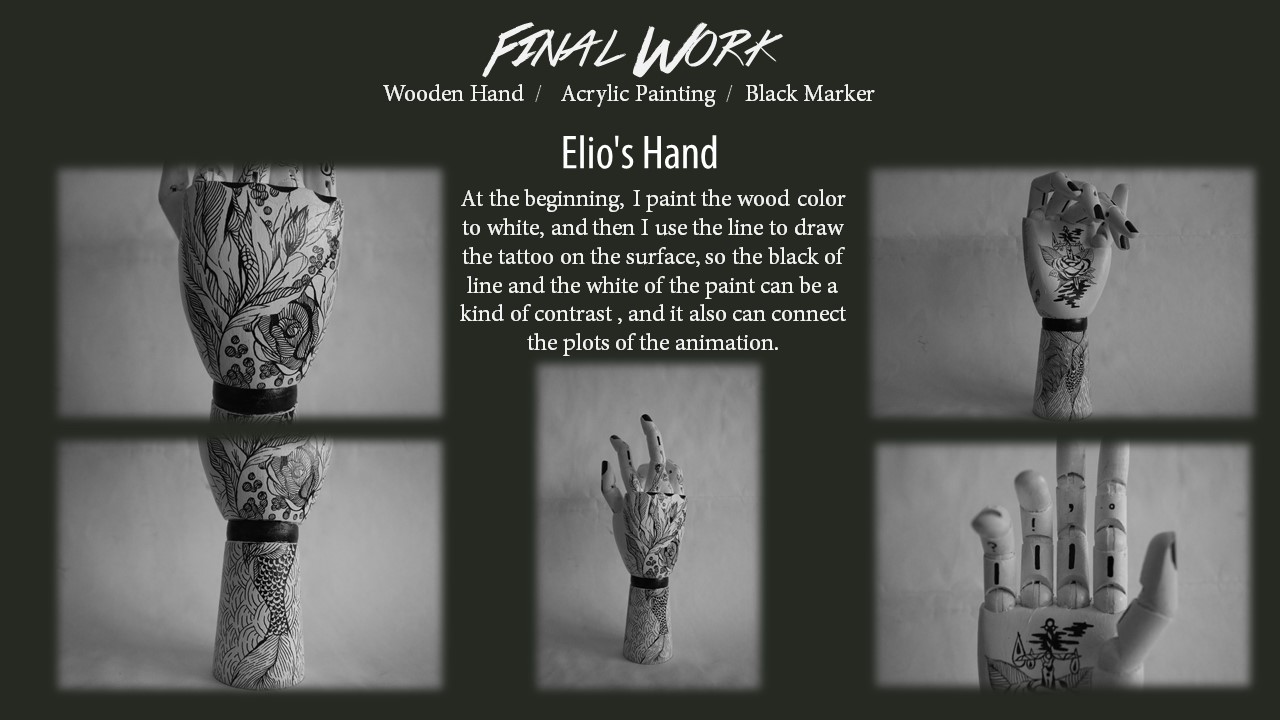 Final Work
Wooden Hand / Acrylic Painting / Black Marker
Elio's Hand
At the beginning, I paint the wood color
to white, and then I use the line to draw
the tattoo on the surface, so the black of
line and the white of the paint can be a
kind of contrast , and it also can connect
the plots of the animation.
? ! , 。